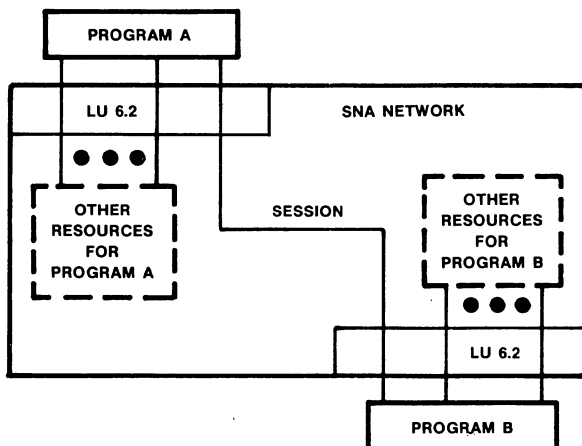 PROGRAM A
LU 6.2
SNA NETWORK
OTHER
RESOURCES
FOR
PROGRAM A
SESSION
OTHER
RESOURCES
FOR
PROGRAM B
LU 6.2
PROGRAM B